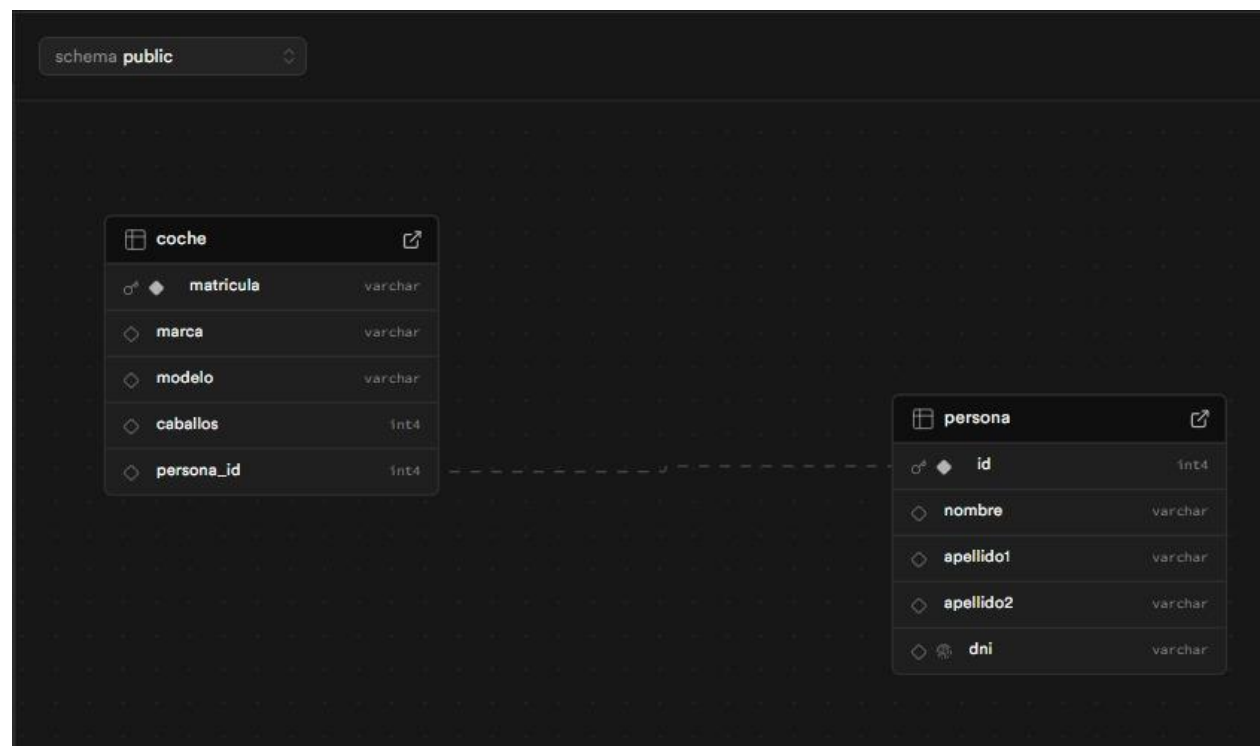 schema public
coche
matricula varchar
marca varchar
modelo varchar
caballos int4
persona_id int4
persona
id int4
nombre varchar
apellido1 varchar
apellido2 varchar
dni varchar